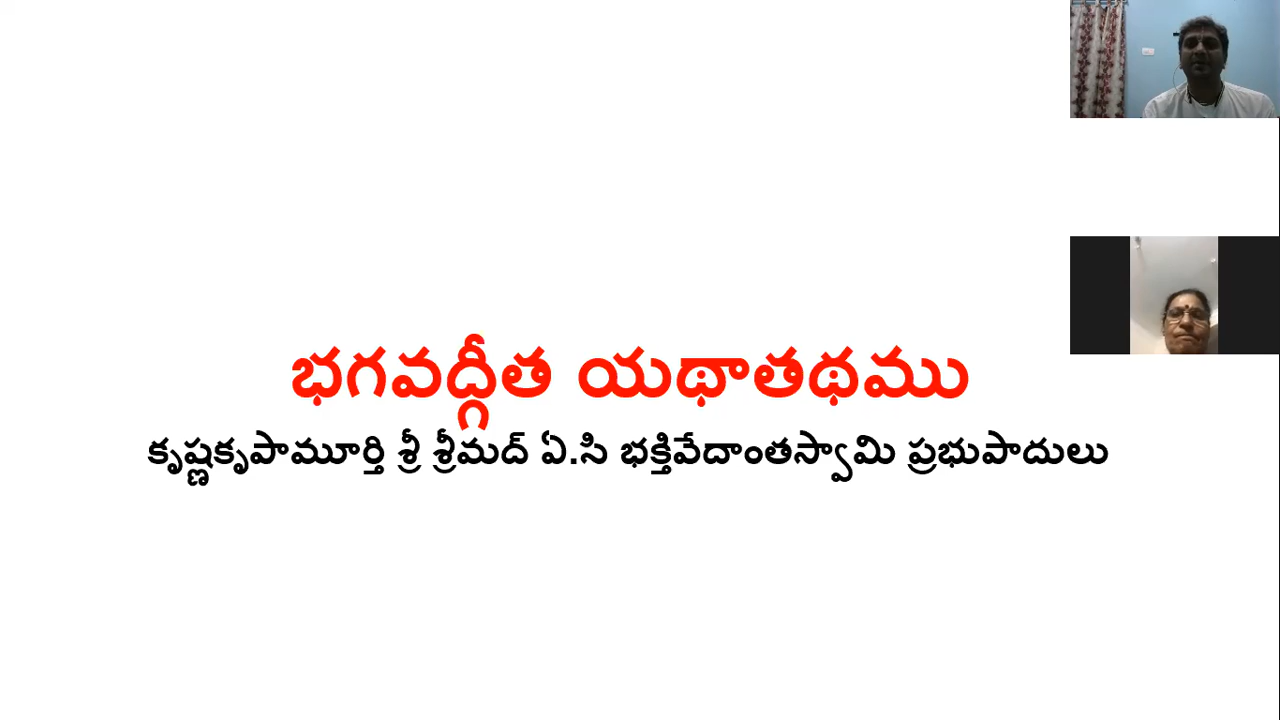 భగవద్గీత యథాతథము
కృష్ణకృపామూర్తి శ్రీ శ్రీమద్ ఏ.సి భక్తివేదాంతస్వామి ప్రభుపాదులు